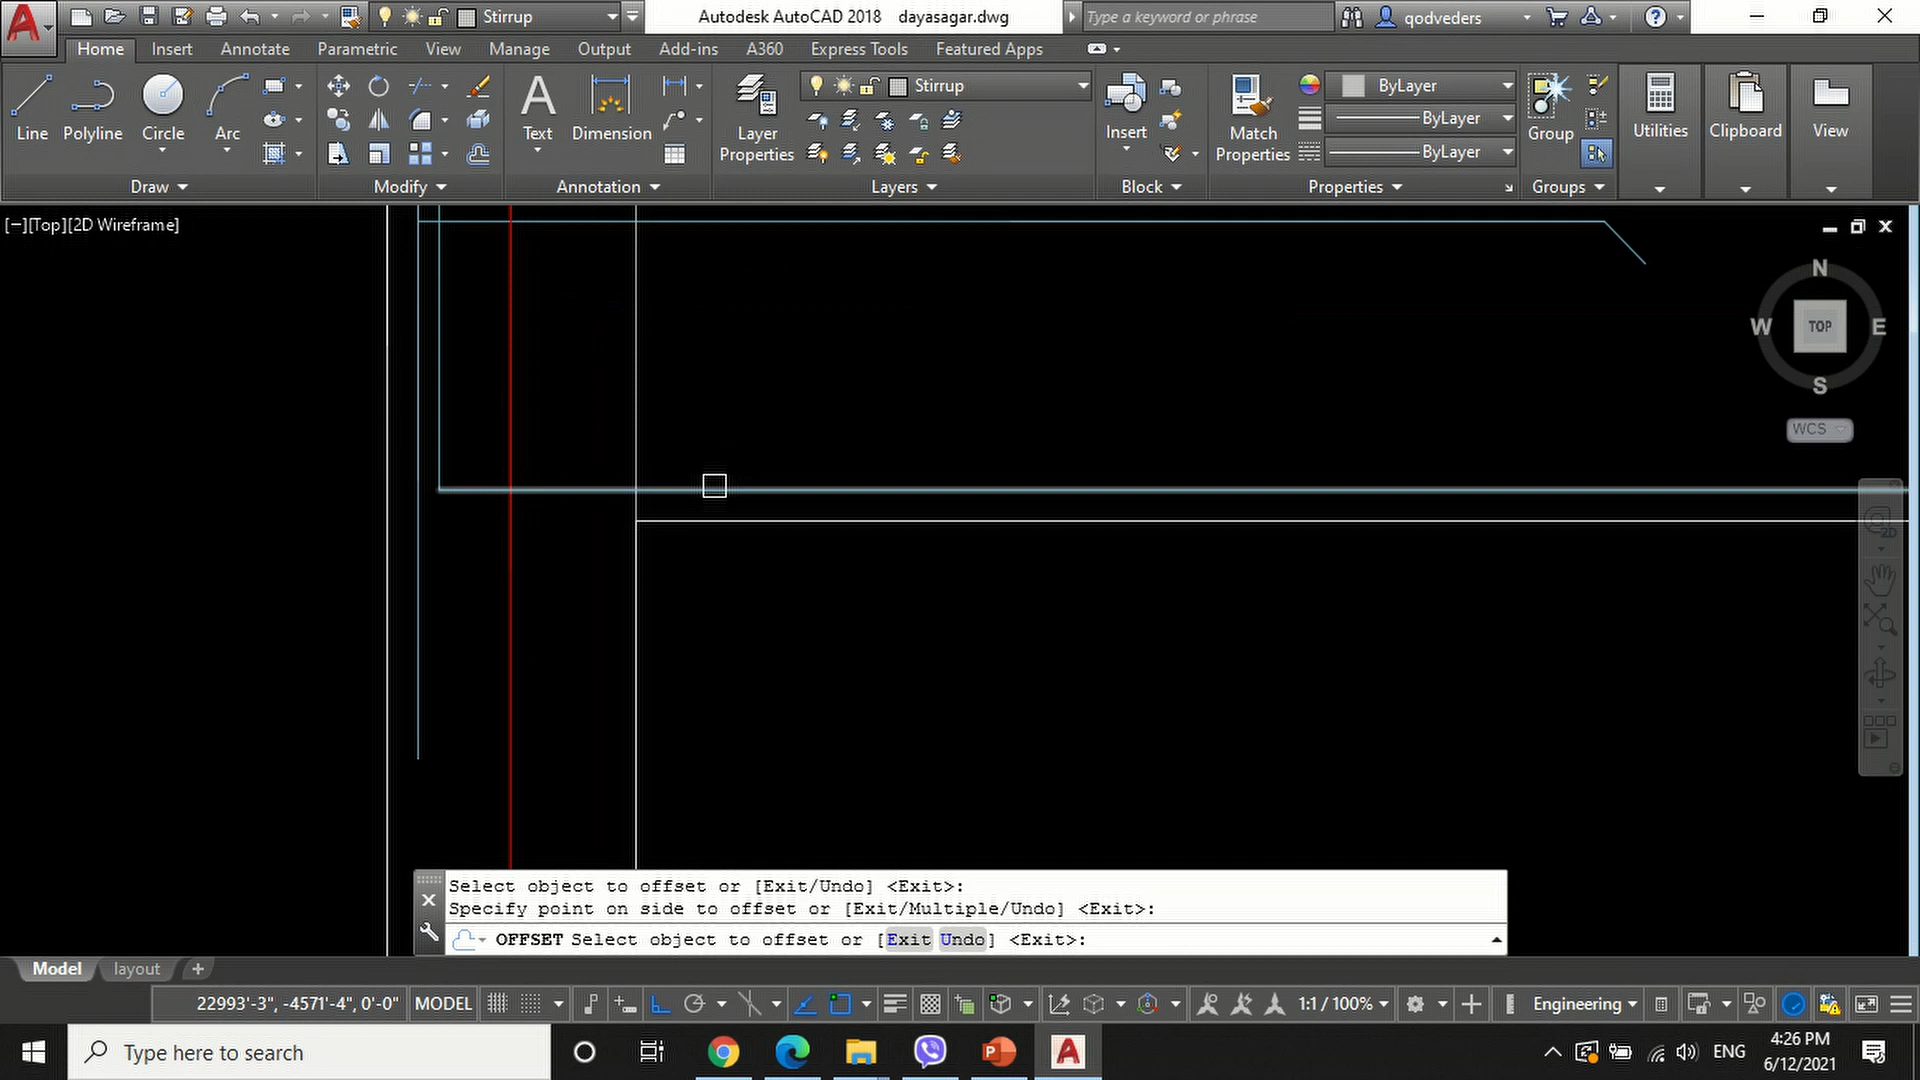 Stirrup
Autodesk AutoCAD 2018 dayasagar.dwg
Type a keyword or phrase
qodveders
Home Insert Annotate Parametric View Manage Output Add-ins A360 Express Tools Featured Apps
Line Polyline Circle Arc
Text Dimension
Layer Properties
Stirrup
Insert
Match Properties
ByLayer
ByLayer
ByLayer
Group
Utilities Clipboard View
Draw Modify Annotation Layers Block Properties Groups
[−][Top][2D Wireframe]
N
W TOP E
S
WCS
2D
Select object to offset or [Exit/Undo] <Exit>:
Specify point on side to offset or [Exit/Multiple/Undo] <Exit>:
OFFSET Select object to offset or [Exit Undo] <Exit>:
Model layout +
22993'-3", -4571'-4", 0'-0" MODEL 1:1 / 100% Engineering
Type here to search
ENG
4:26 PM
6/12/2021